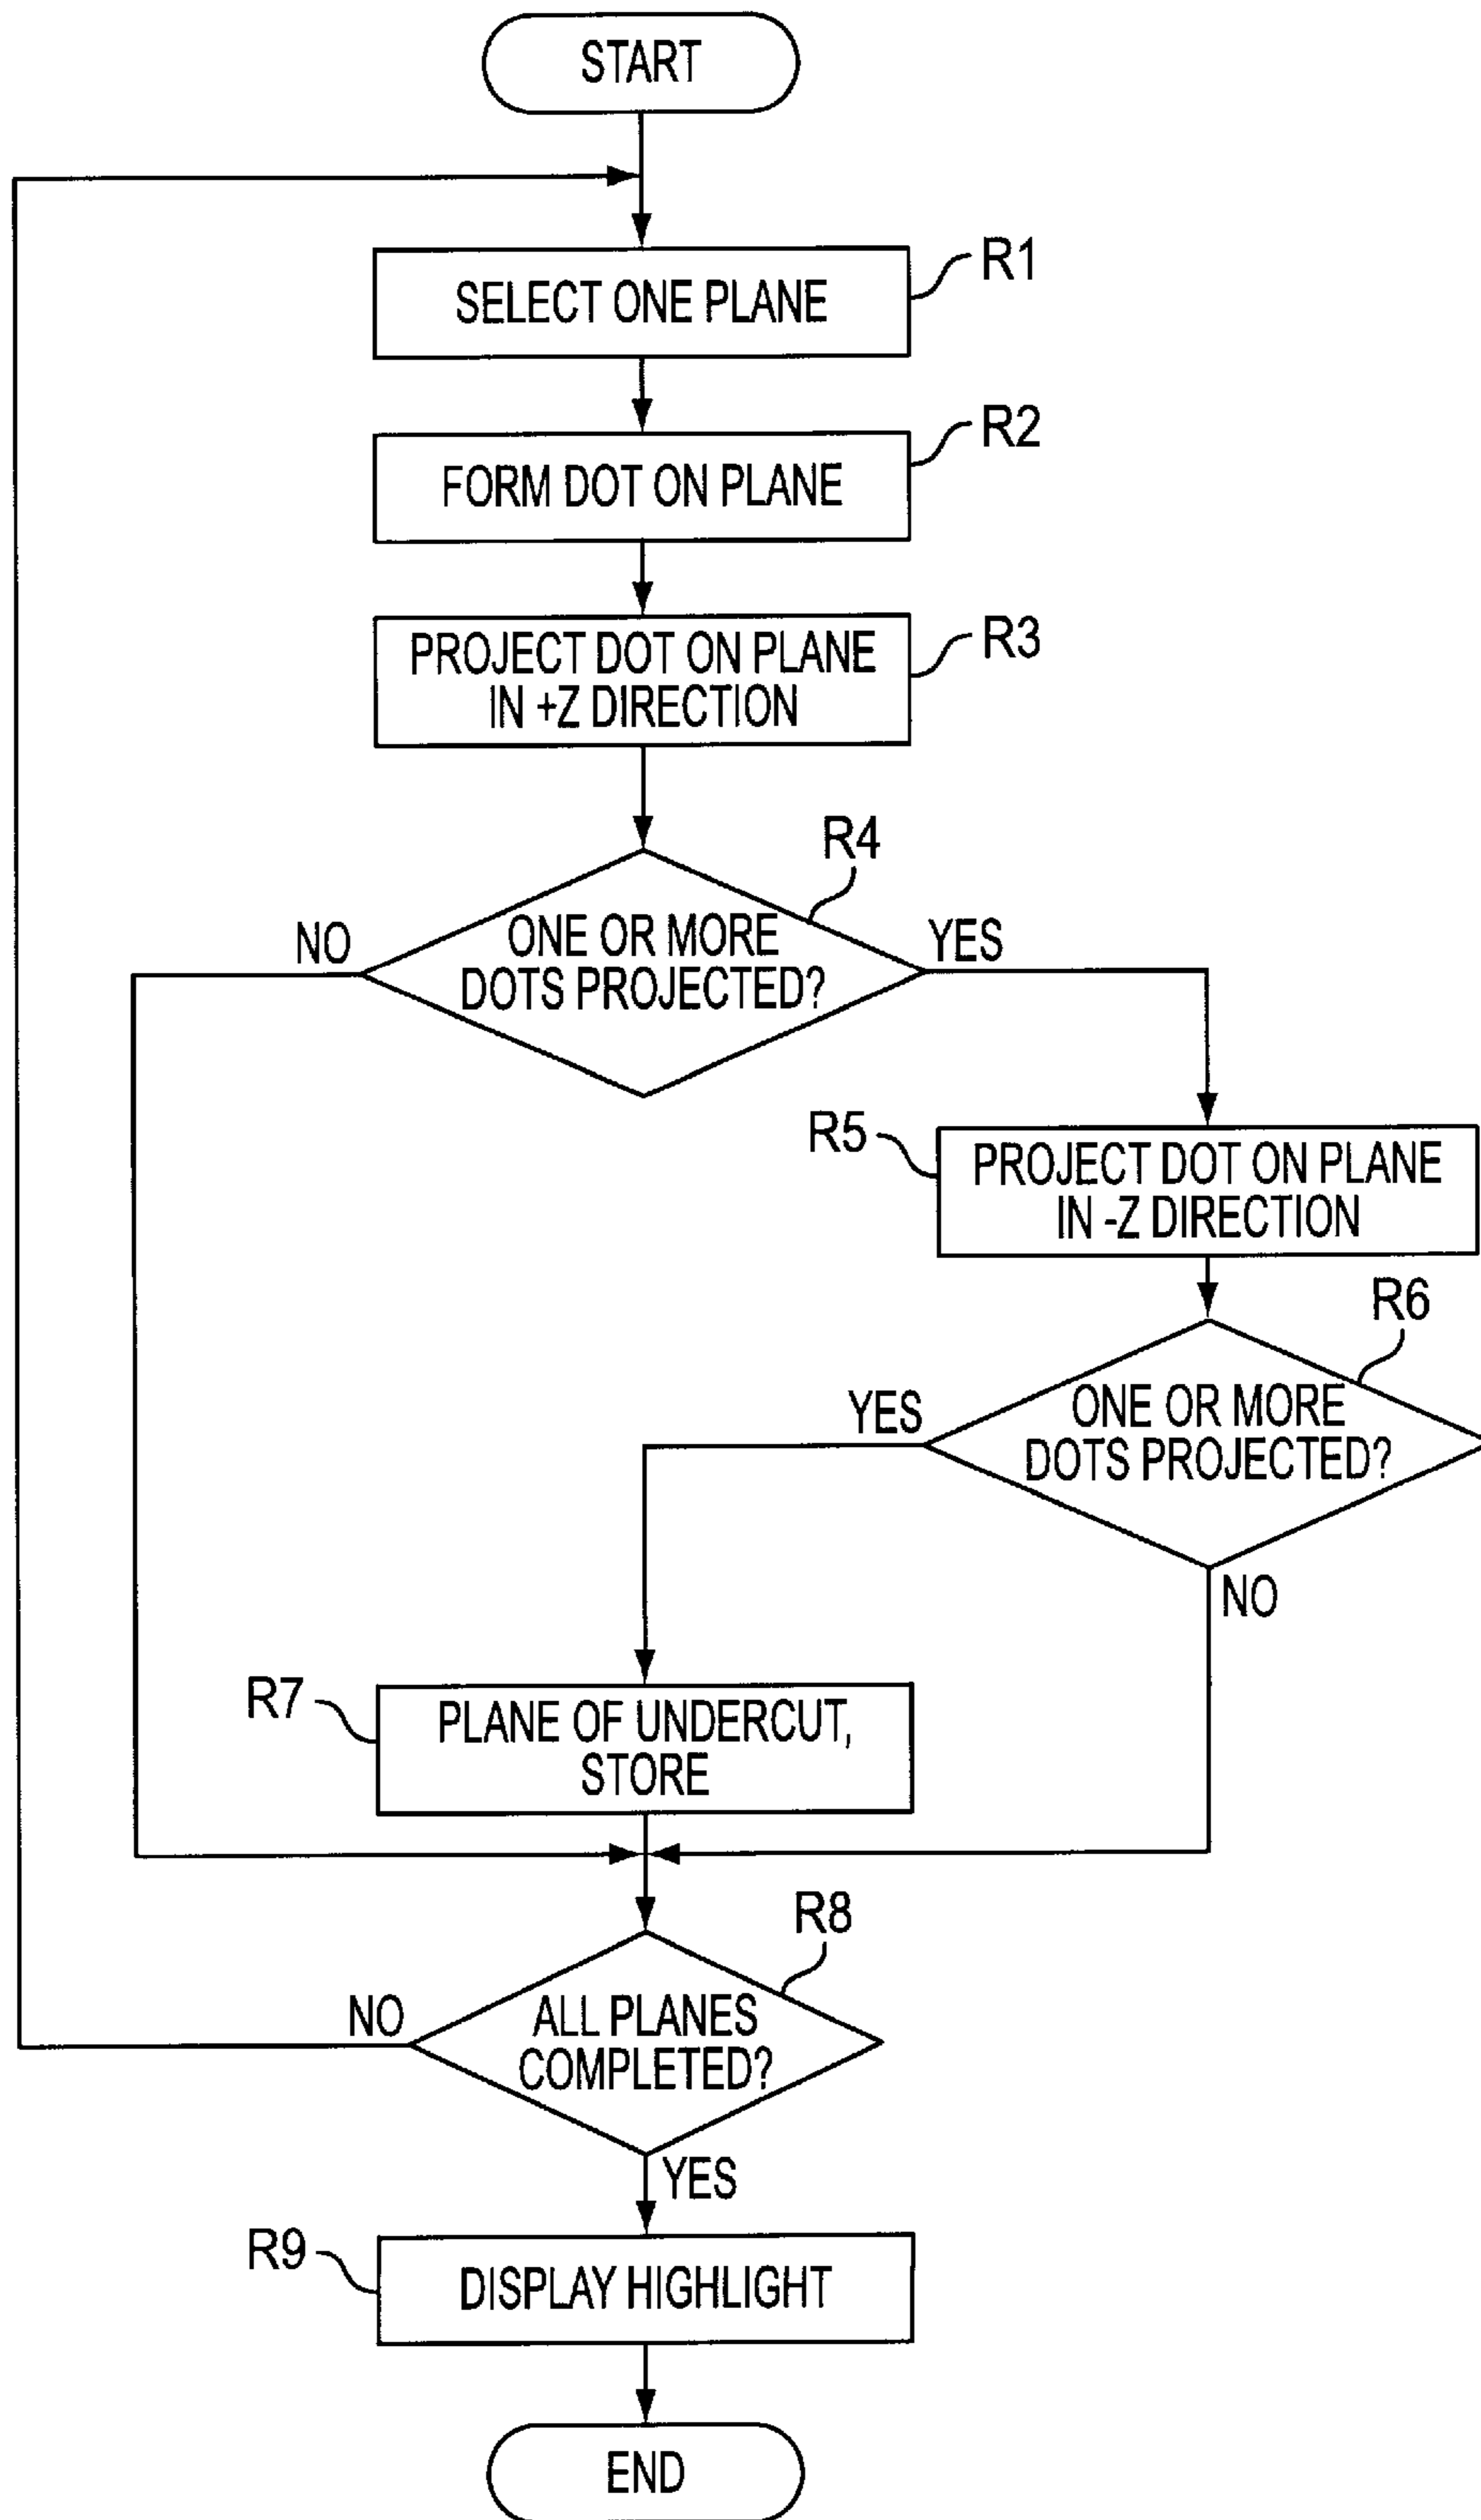 START
R1
SELECT ONE PLANE
R2
FORM DOT ON PLANE
R3
PROJECT DOT ON PLANE
IN +Z DIRECTION
R4
NO
ONE OR MORE
DOTS PROJECTED?
YES
R5
PROJECT DOT ON PLANE
IN -Z DIRECTION
R6
YES
ONE OR MORE
DOTS PROJECTED?
NO
R7
PLANE OF UNDERCUT,
STORE
R8
NO
ALL PLANES
COMPLETED?
YES
R9
DISPLAY HIGHLIGHT
END